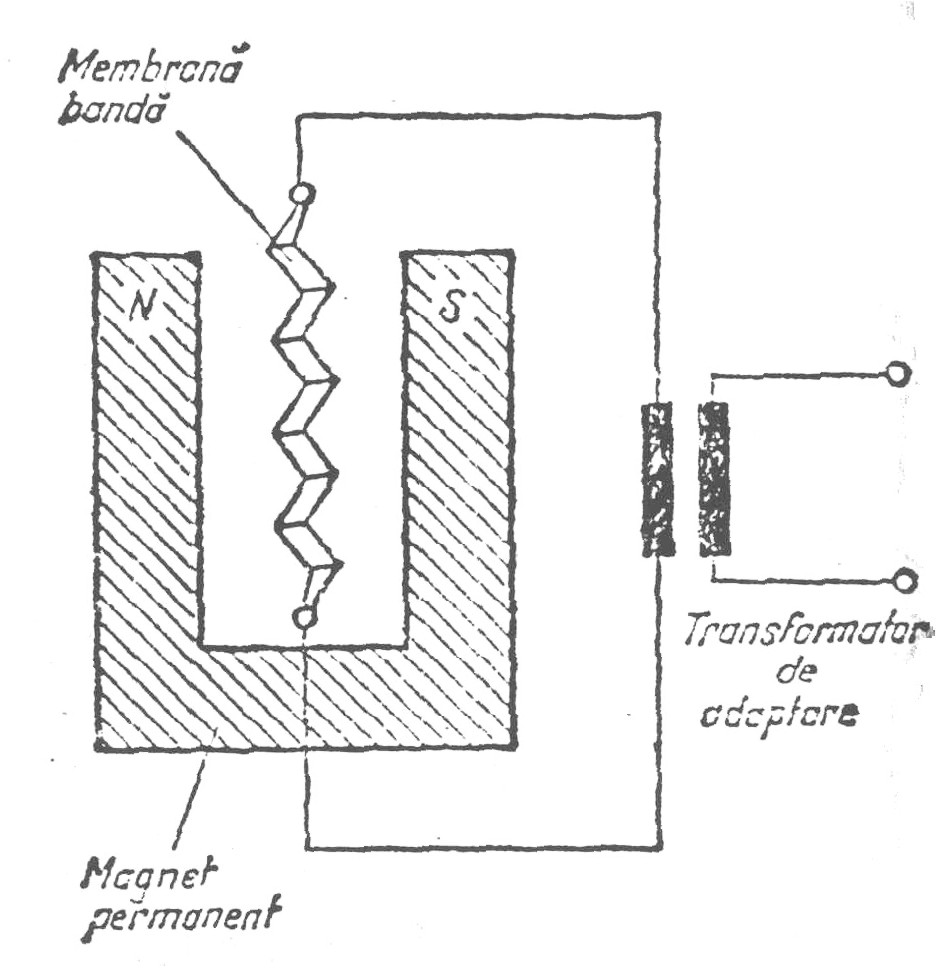 Membrană
bandă
N
S
Transformator
de
adaptare
Magnet
permanent